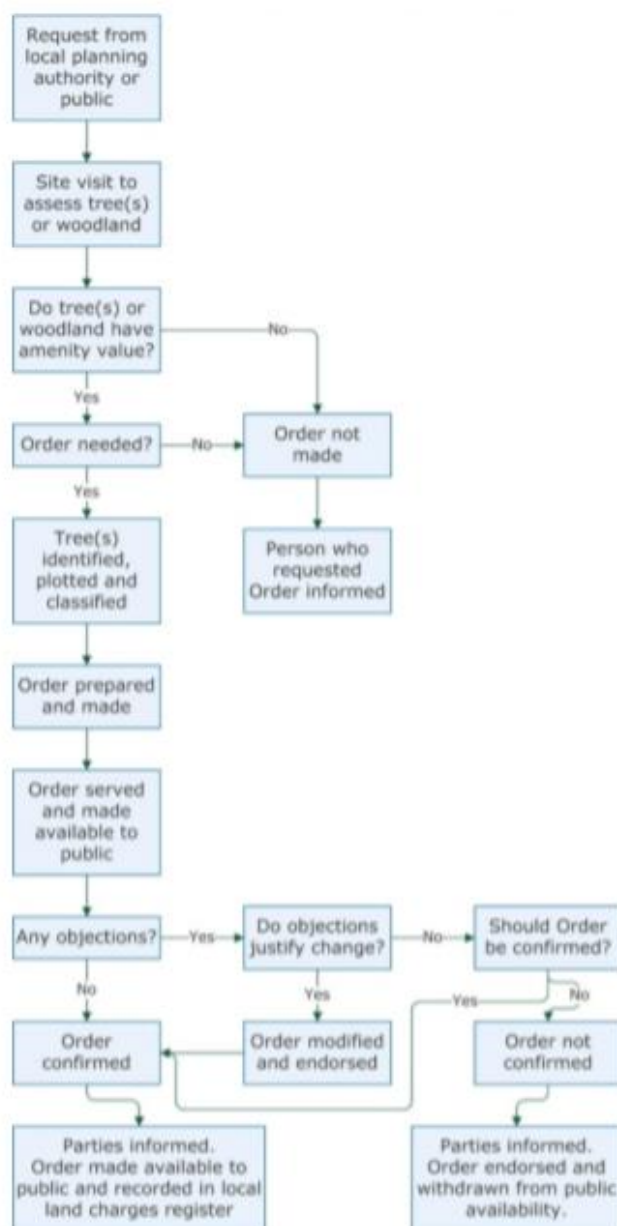 Request from
local planning
authority or
public
Site visit to
assess tree(s)
or woodland
Do tree(s) or
woodland have
amenity value?
No
Yes
Order needed?
No
Order not
made
Yes
Tree(s)
identified,
plotted and
classified
Person who
requested
Order informed
Order prepared
and made
Order served
and made
available to
public
Any objections?
Yes
Do objections
justify change?
No
Should Order
be confirmed?
No
Yes
Yes
No
Order
confirmed
Order modified
and endorsed
Order not
confirmed
Parties informed.
Order made available to
public and recorded in local
land charges register
Parties informed.
Order endorsed and
withdrawn from public
availability.